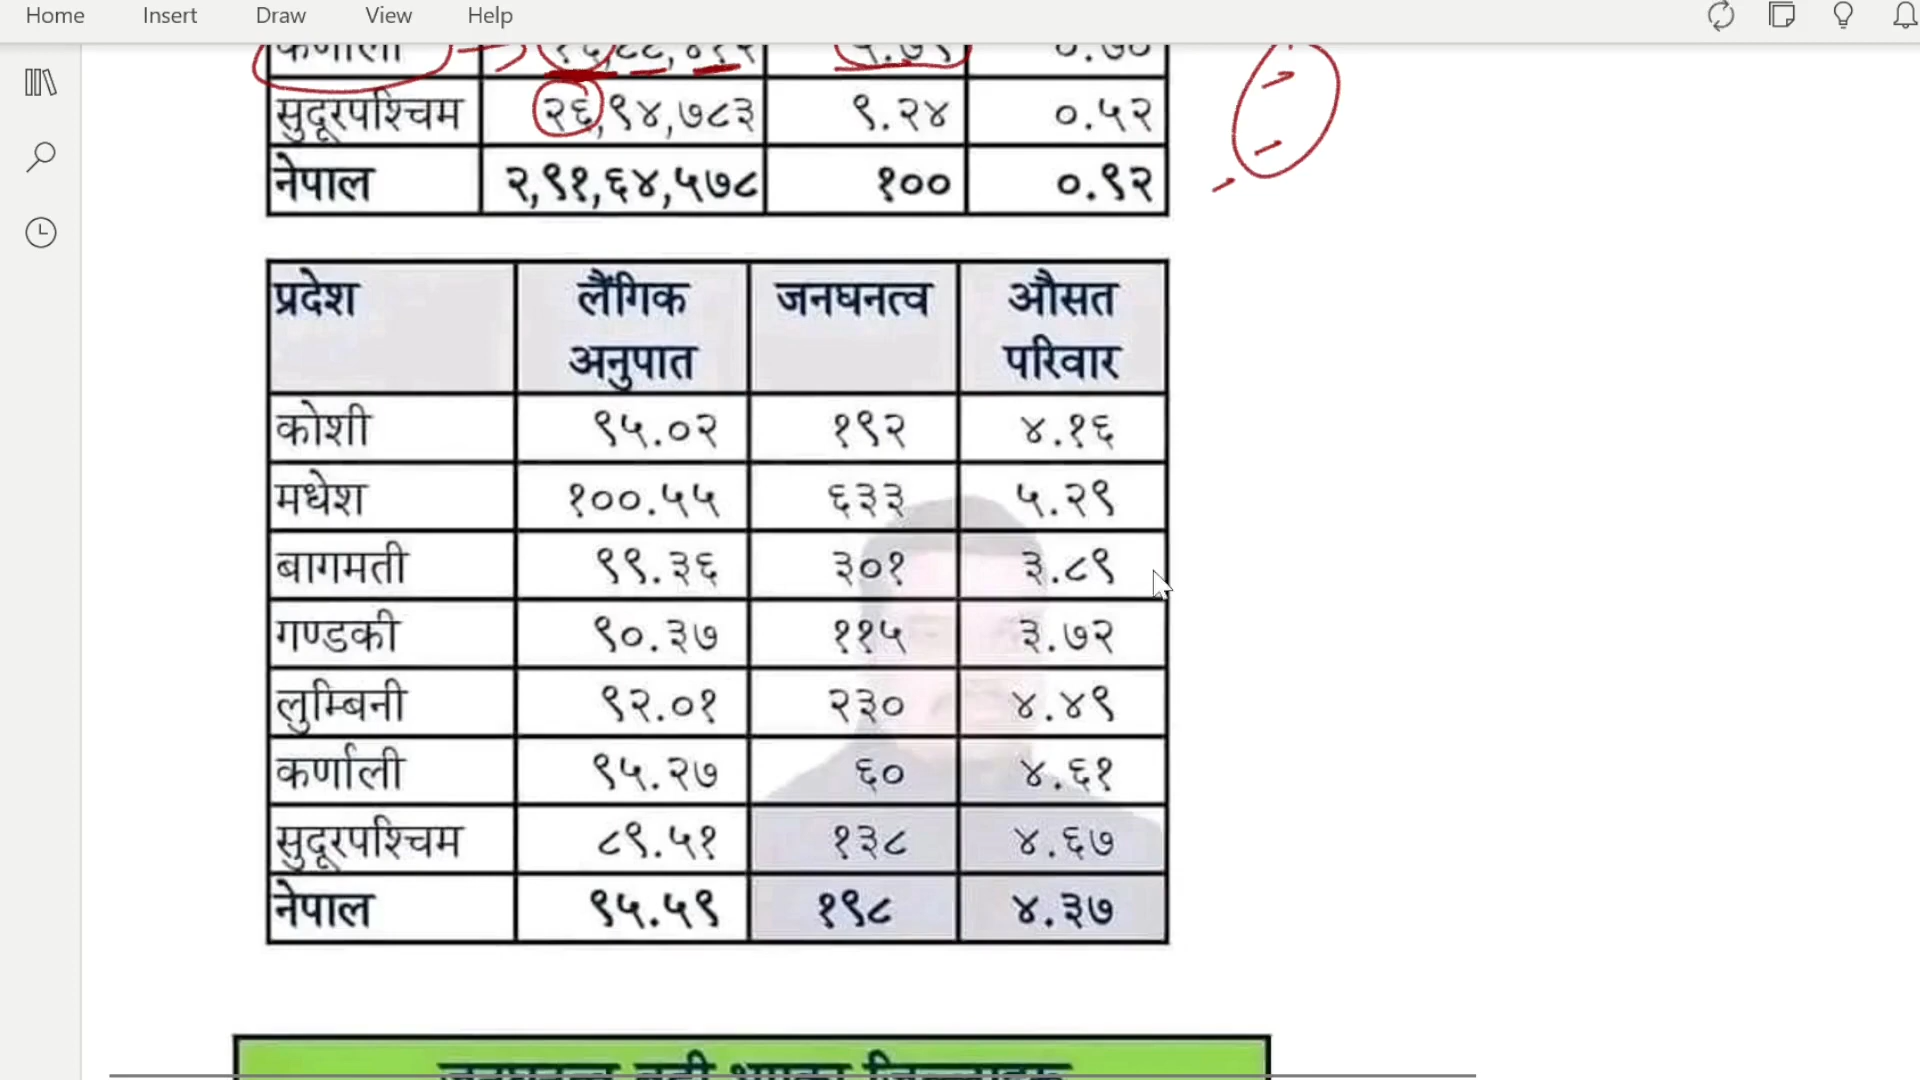 Home Insert Draw View Help
कर्णाली ०.७०
सुदूरपश्चिम २६,९४,७८३ ९.२४ ०.५२
नेपाल २,९१,६४,५७८ १०० ०.९२
प्रदेश लैंगिक अनुपात जनघनत्व औसत परिवार
कोशी ९५.०२ १९२ ४.१६
मधेश १००.५५ ६३३ ५.२९
बागमती ९९.३६ ३०१ ३.८९
गण्डकी ९०.३७ ११५ ३.७२
लुम्बिनी ९२.०१ २३० ४.४९
कर्णाली ९५.२७ ६० ४.६१
सुदूरपश्चिम ८९.५१ १३८ ४.६७
नेपाल ९५.५९ १९८ ४.३७